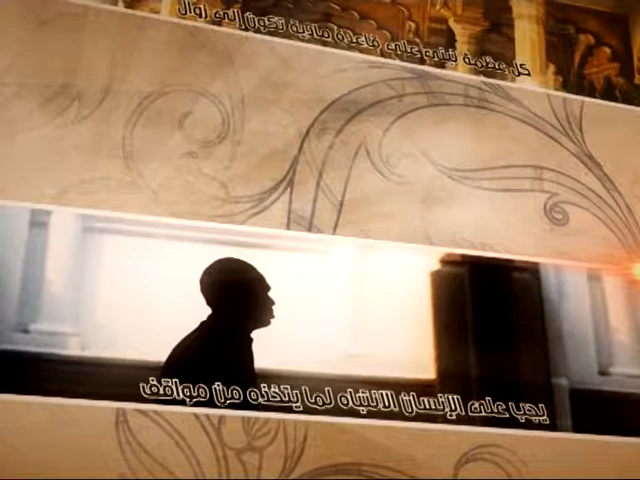 كل عظمة تبنى على قاعدة مادية تكون إلى زوال
يجب على الإنسان الانتباه لما يتخذه من مواقف